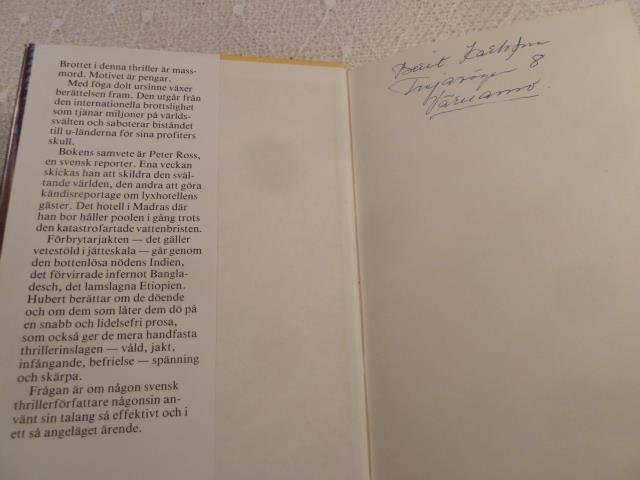 Brottet i denna thriller är mass-
mord. Motivet är pengar.
Med föga dolt ursinne växer
berättelsen fram. Den utgår från
den internationella brottslighet
som tjänar miljoner på världs-
svälten och saboterar biståndet
till u-länderna för sina profiters
skull.
Bokens samvete är Peter Ross,
en svensk reporter. Ena veckan
skickas han att skildra den sväl-
tande världen, den andra att göra
kändisreportage om lyxhotellens
gäster. Det hotell i Madras där
han bor håller poolen i gång trots
den katastrofartade vattenbristen.
Förbrytarjakten — det gäller
vetestöld i jätteskala — går genom
den bottenlösa nödens Indien,
det förvirrade infernot Bangla-
desch, det lamslagna Etiopien.
Hubert berättar om de döende
och om dem som låter dem dö på
en snabb och lidelsefri prosa,
som också ger de mera handfasta
thrillerinslagen — våld, jakt,
infångande, befrielse — spänning
och skärpa.
Frågan är om någon svensk
thrillerförfattare någonsin an-
vänt sin talang så effektivt och i
ett så angeläget ärende.
Berit
8
Värnamo